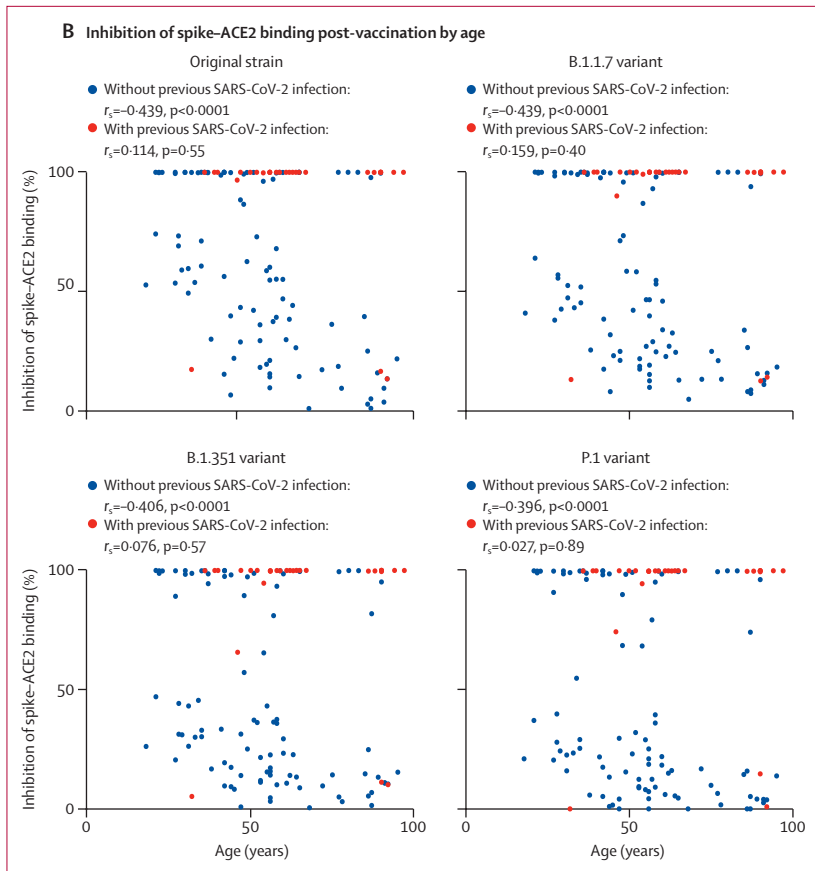 B Inhibition of spike–ACE2 binding post-vaccination by age
Original strain
Without previous SARS-CoV-2 infection:
rₛ=–0·439, p<0·0001
With previous SARS-CoV-2 infection:
rₛ=0·114, p=0·55
Inhibition of spike–ACE2 binding (%)
100
50
0
B.1.1.7 variant
Without previous SARS-CoV-2 infection:
rₛ=–0·439, p<0·0001
With previous SARS-CoV-2 infection:
rₛ=0·159, p=0·40
100
50
0
B.1.351 variant
Without previous SARS-CoV-2 infection:
rₛ=–0·406, p<0·0001
With previous SARS-CoV-2 infection:
rₛ=0·076, p=0·57
Inhibition of spike–ACE2 binding (%)
100
50
0
0 50 100
Age (years)
P.1 variant
Without previous SARS-CoV-2 infection:
rₛ=–0·396, p<0·0001
With previous SARS-CoV-2 infection:
rₛ=0·027, p=0·89
100
50
0
0 50 100
Age (years)